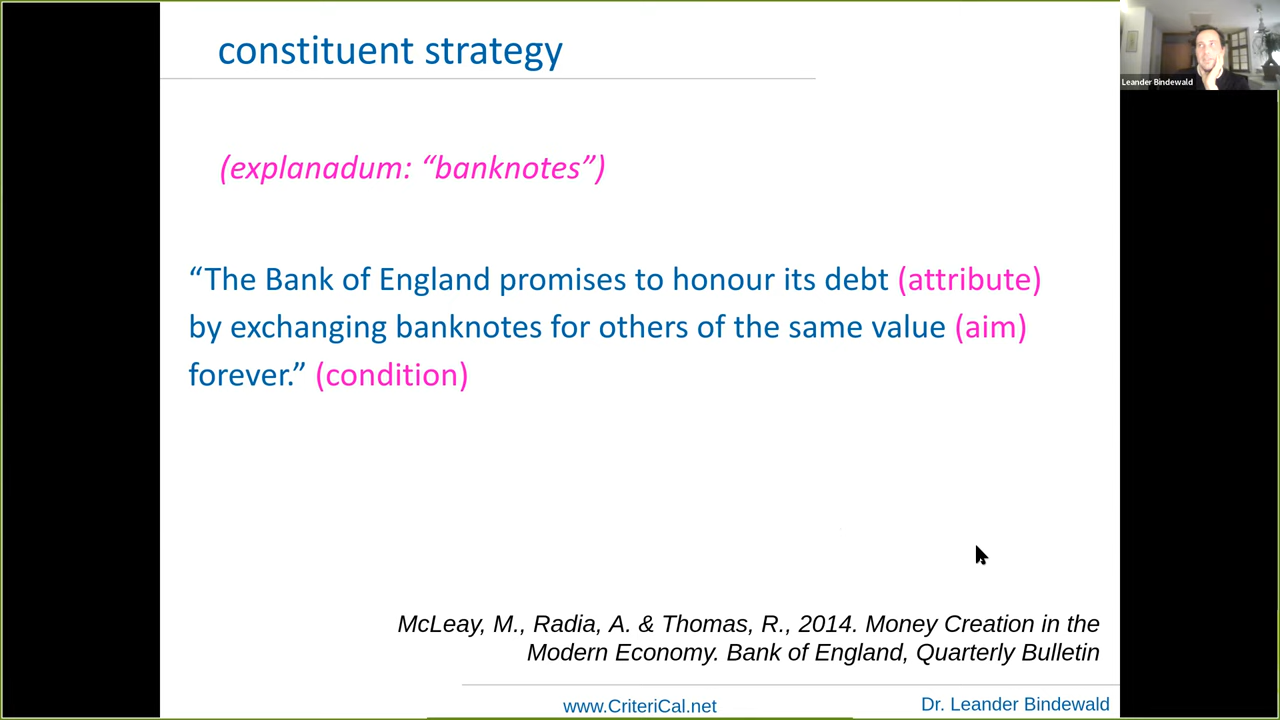 constituent strategy
Leander Bindewald
(explanadum: “banknotes”)
“The Bank of England promises to honour its debt (attribute)
by exchanging banknotes for others of the same value (aim)
forever.” (condition)
McLeay, M., Radia, A. & Thomas, R., 2014. Money Creation in the
Modern Economy. Bank of England, Quarterly Bulletin
www.CriteriCal.net
Dr. Leander Bindewald